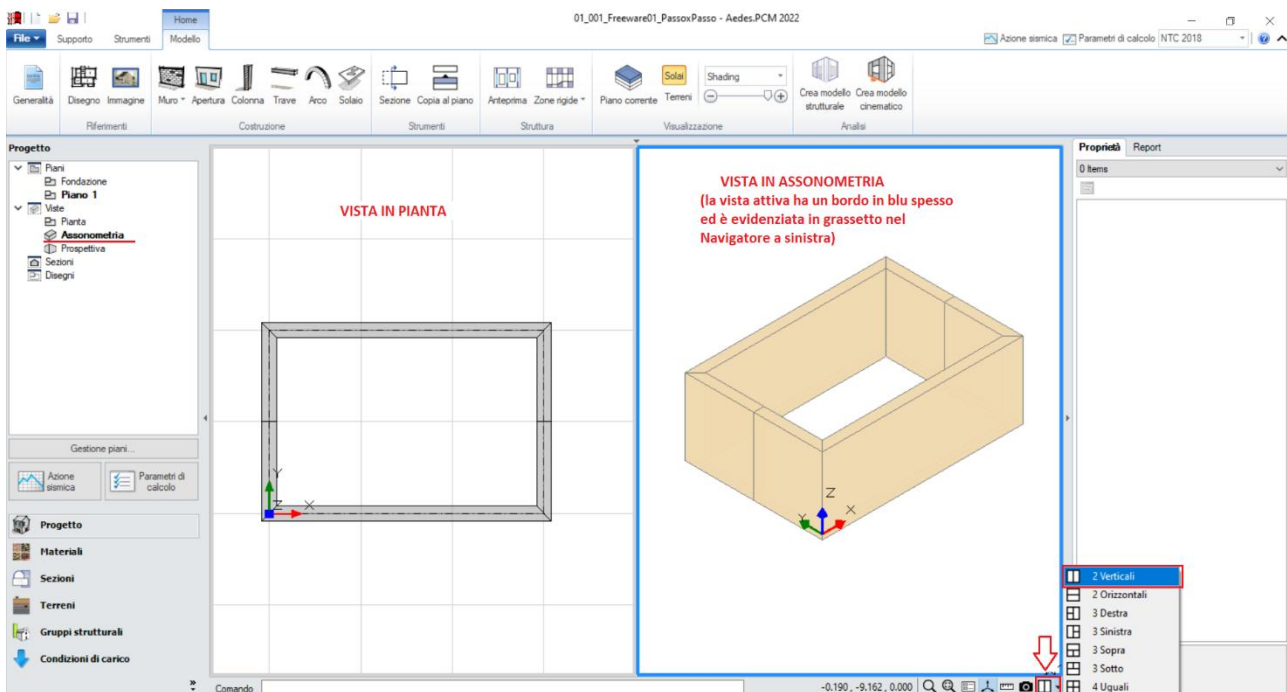 01_001_Freeware01_PassoxPasso - Aedes.PCM 2022
Home
File
Supporto
Strumenti
Modello
Azione sismica
Parametri di calcolo
NTC 2018
Generalità
Disegno
Immagine
Muro
Apertura
Colonna
Trave
Arco
Solaio
Sezione
Copia al piano
Anteprima
Zone rigide
Piano corrente
Solai
Terreni
Shading
Crea modello
strutturale
Crea modello
cinematico
Riferimenti
Costruzione
Strumenti
Struttura
Visualizzazione
Analisi
Progetto
Piani
Fondazione
Piano 1
Viste
Pianta
Assonometria
Prospettiva
Sezioni
Disegni
Gestione piani...
Azione
sismica
Parametri di
calcolo
Progetto
Materiali
Sezioni
Terreni
Gruppi strutturali
Condizioni di carico
VISTA IN PIANTA
Y
Z
X
VISTA IN ASSONOMETRIA
(la vista attiva ha un bordo in blu spesso
ed è evidenziata in grassetto nel
Navigatore a sinistra)
Z
Y
X
Proprietà
Report
0 Items
2 Verticali
2 Orizzontali
3 Destra
3 Sinistra
3 Sopra
3 Sotto
4 Uguali
Comando
-0.190 , -9.162 , 0.000